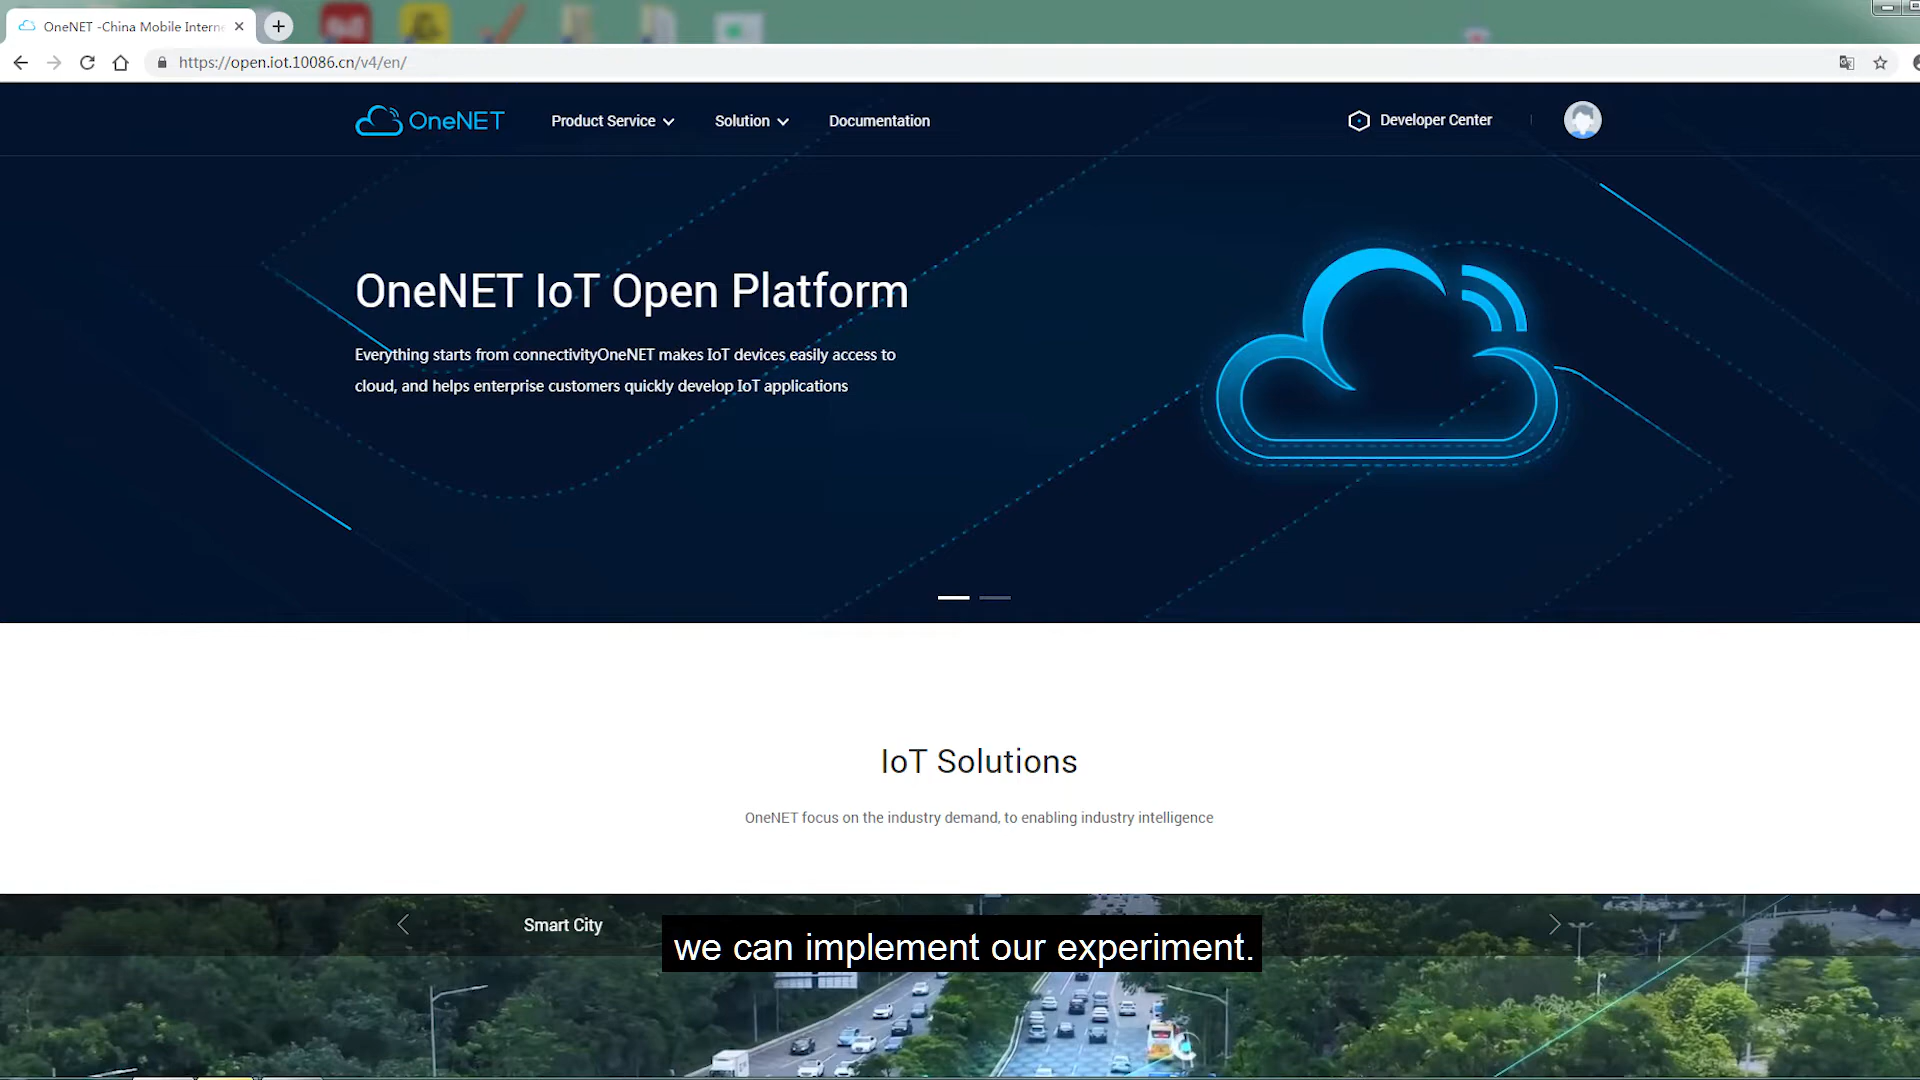 OneNET -China Mobile Intern
https://open.iot.10086.cn/v4/en/
OneNET
Product Service
Solution
Documentation
Developer Center
OneNET IoT Open Platform
Everything starts from connectivityOneNET makes IoT devices easily access to
cloud, and helps enterprise customers quickly develop IoT applications
IoT Solutions
OneNET focus on the industry demand, to enabling industry intelligence
Smart City
we can implement our experiment.